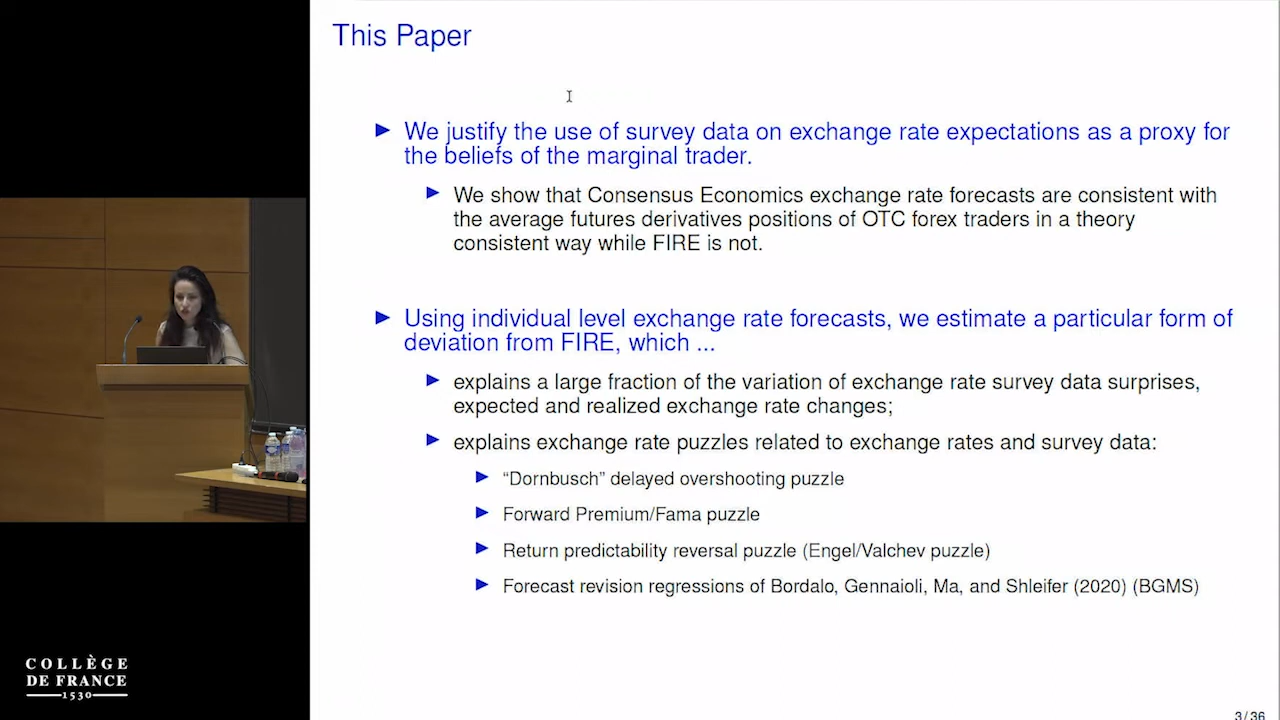 This Paper
We justify the use of survey data on exchange rate expectations as a proxy for
the beliefs of the marginal trader.
We show that Consensus Economics exchange rate forecasts are consistent with
the average futures derivatives positions of OTC forex traders in a theory
consistent way while FIRE is not.
Using individual level exchange rate forecasts, we estimate a particular form of
deviation from FIRE, which ...
explains a large fraction of the variation of exchange rate survey data surprises,
expected and realized exchange rate changes;
explains exchange rate puzzles related to exchange rates and survey data:
“Dornbusch” delayed overshooting puzzle
Forward Premium/Fama puzzle
Return predictability reversal puzzle (Engel/Valchev puzzle)
Forecast revision regressions of Bordalo, Gennaioli, Ma, and Shleifer (2020) (BGMS)
COLLÈGE
DE FRANCE
1530
3/36